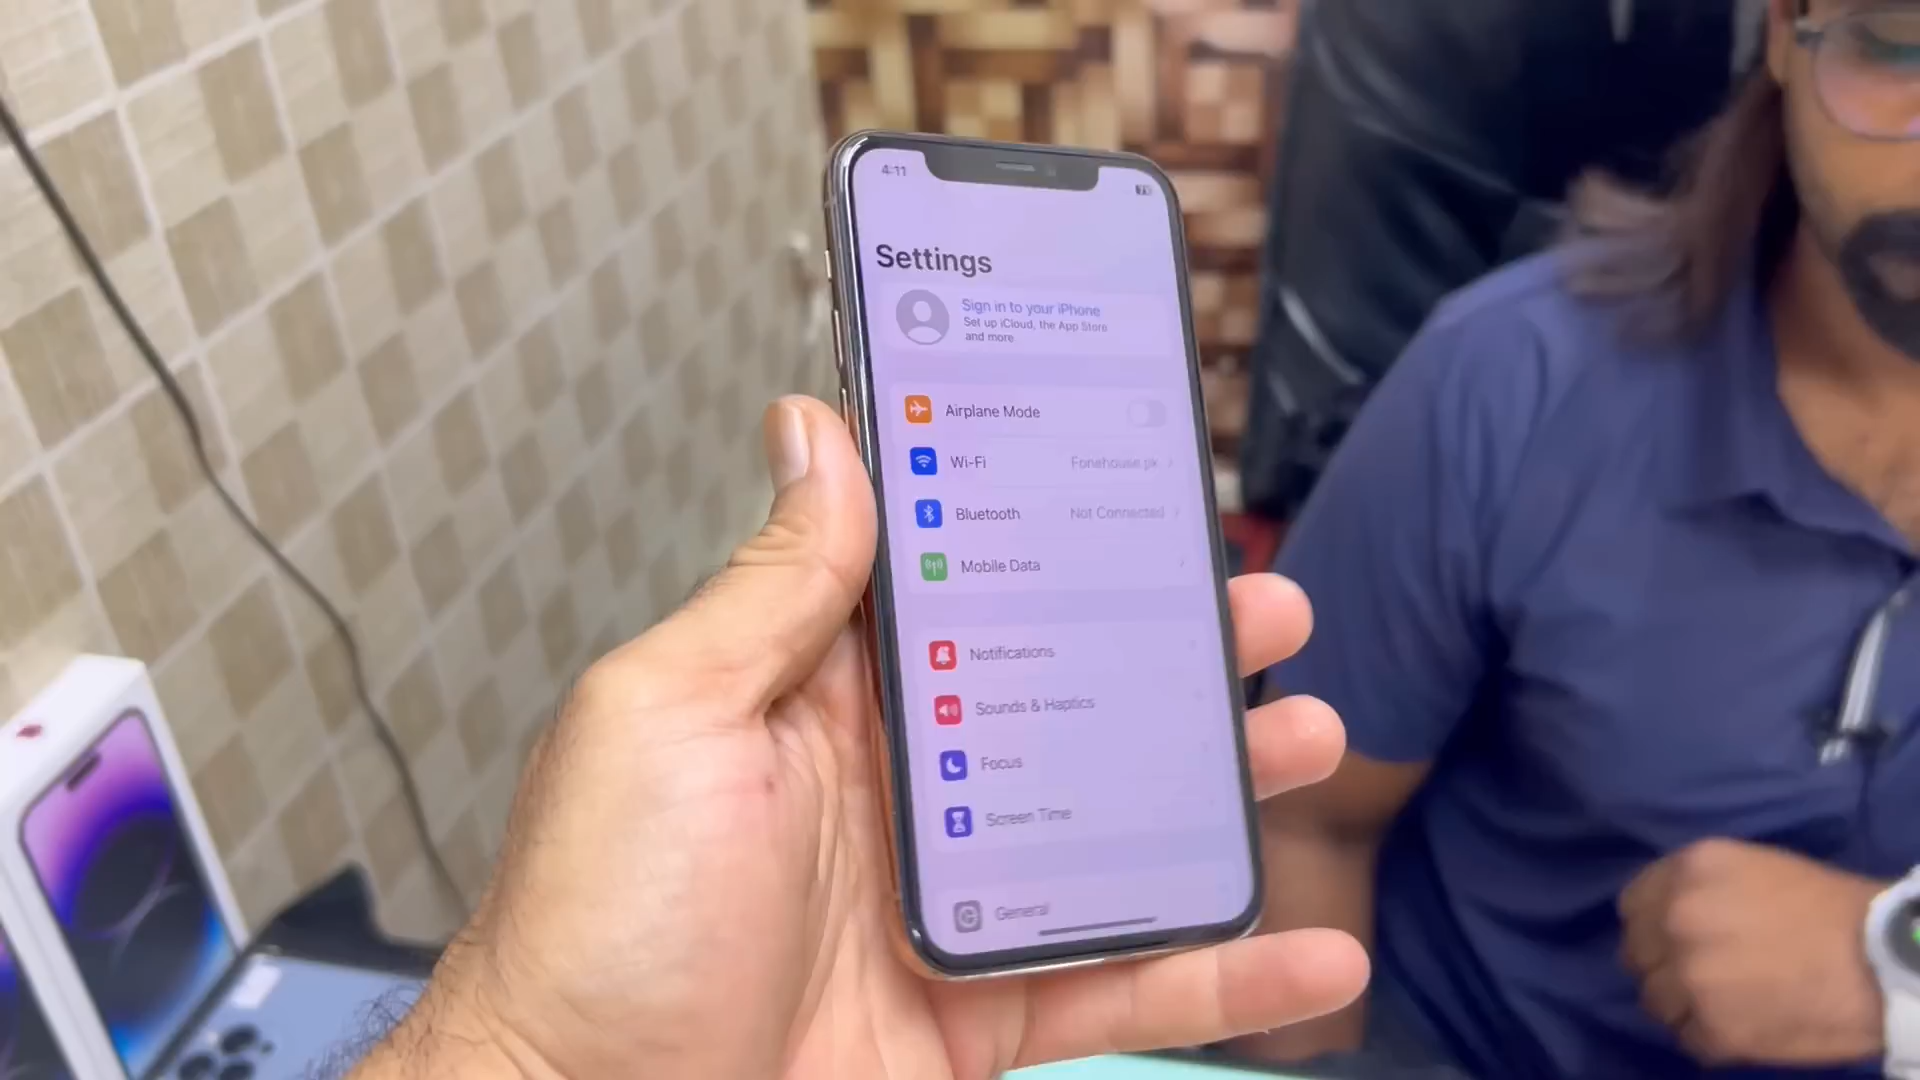 4:11
Settings
Sign in to your iPhone
Set up iCloud, the App Store
and more
Airplane Mode
Wi-Fi Fonehouse.pk
Bluetooth Not Connected
Mobile Data
Notifications
Sounds & Haptics
Focus
Screen Time
General